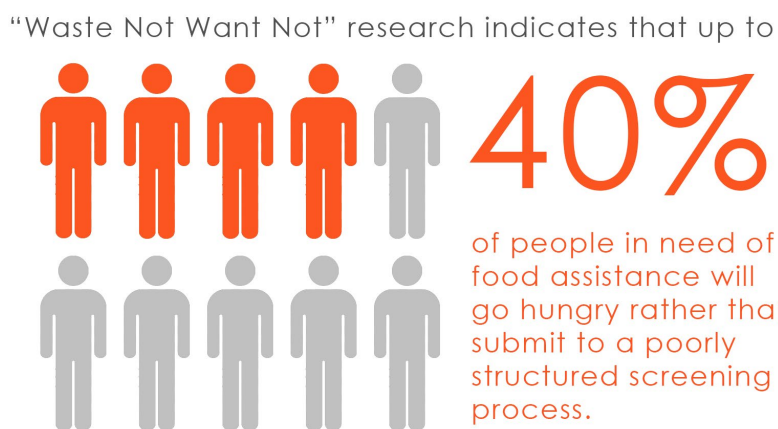 “Waste Not Want Not” research indicates that up to
40%
of people in need of
food assistance will
go hungry rather tha
submit to a poorly
structured screening
process.